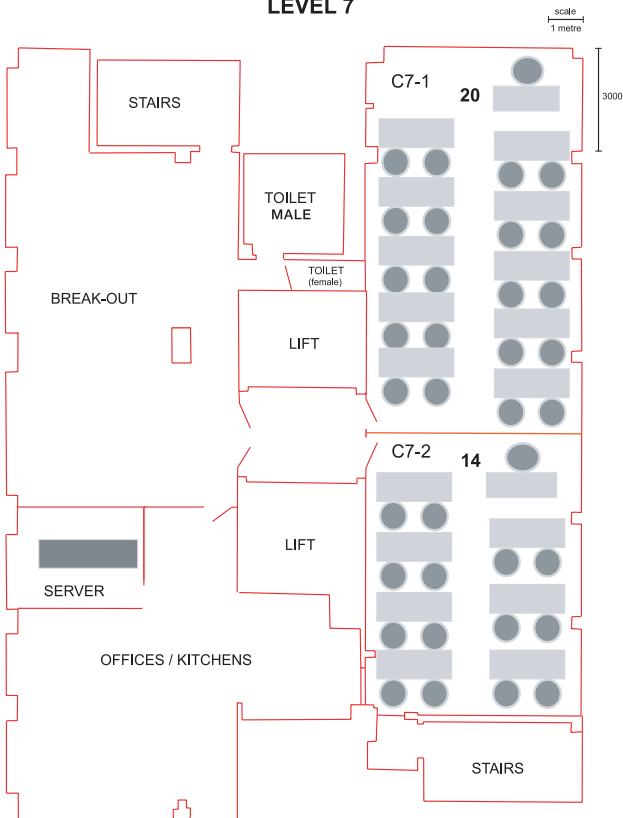 LEVEL 7
scale
1 metre
C7-1
20
3000
STAIRS
TOILET
MALE
TOILET
(female)
BREAK-OUT
LIFT
C7-2
14
LIFT
SERVER
OFFICES / KITCHENS
STAIRS